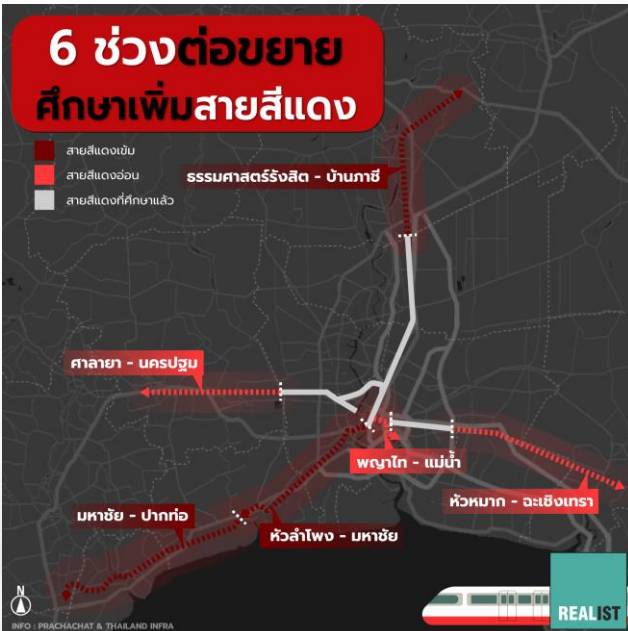 6 ช่วงต่อขยาย
ศึกษาเพิ่มสายสีแดง
สายสีแดงเข้ม
สายสีแดงอ่อน
สายสีแดงที่ศึกษาแล้ว
ธรรมศาสตร์รังสิต - บ้านภาชี
ศาลายา - นครปฐม
พญาไท - แม่น้ำ
หัวหมาก - ฉะเชิงเทรา
มหาชัย - ปากท่อ
หัวลำโพง - มหาชัย
N
INFO : PRACHACHAT & THAILAND INFRA
REALIST